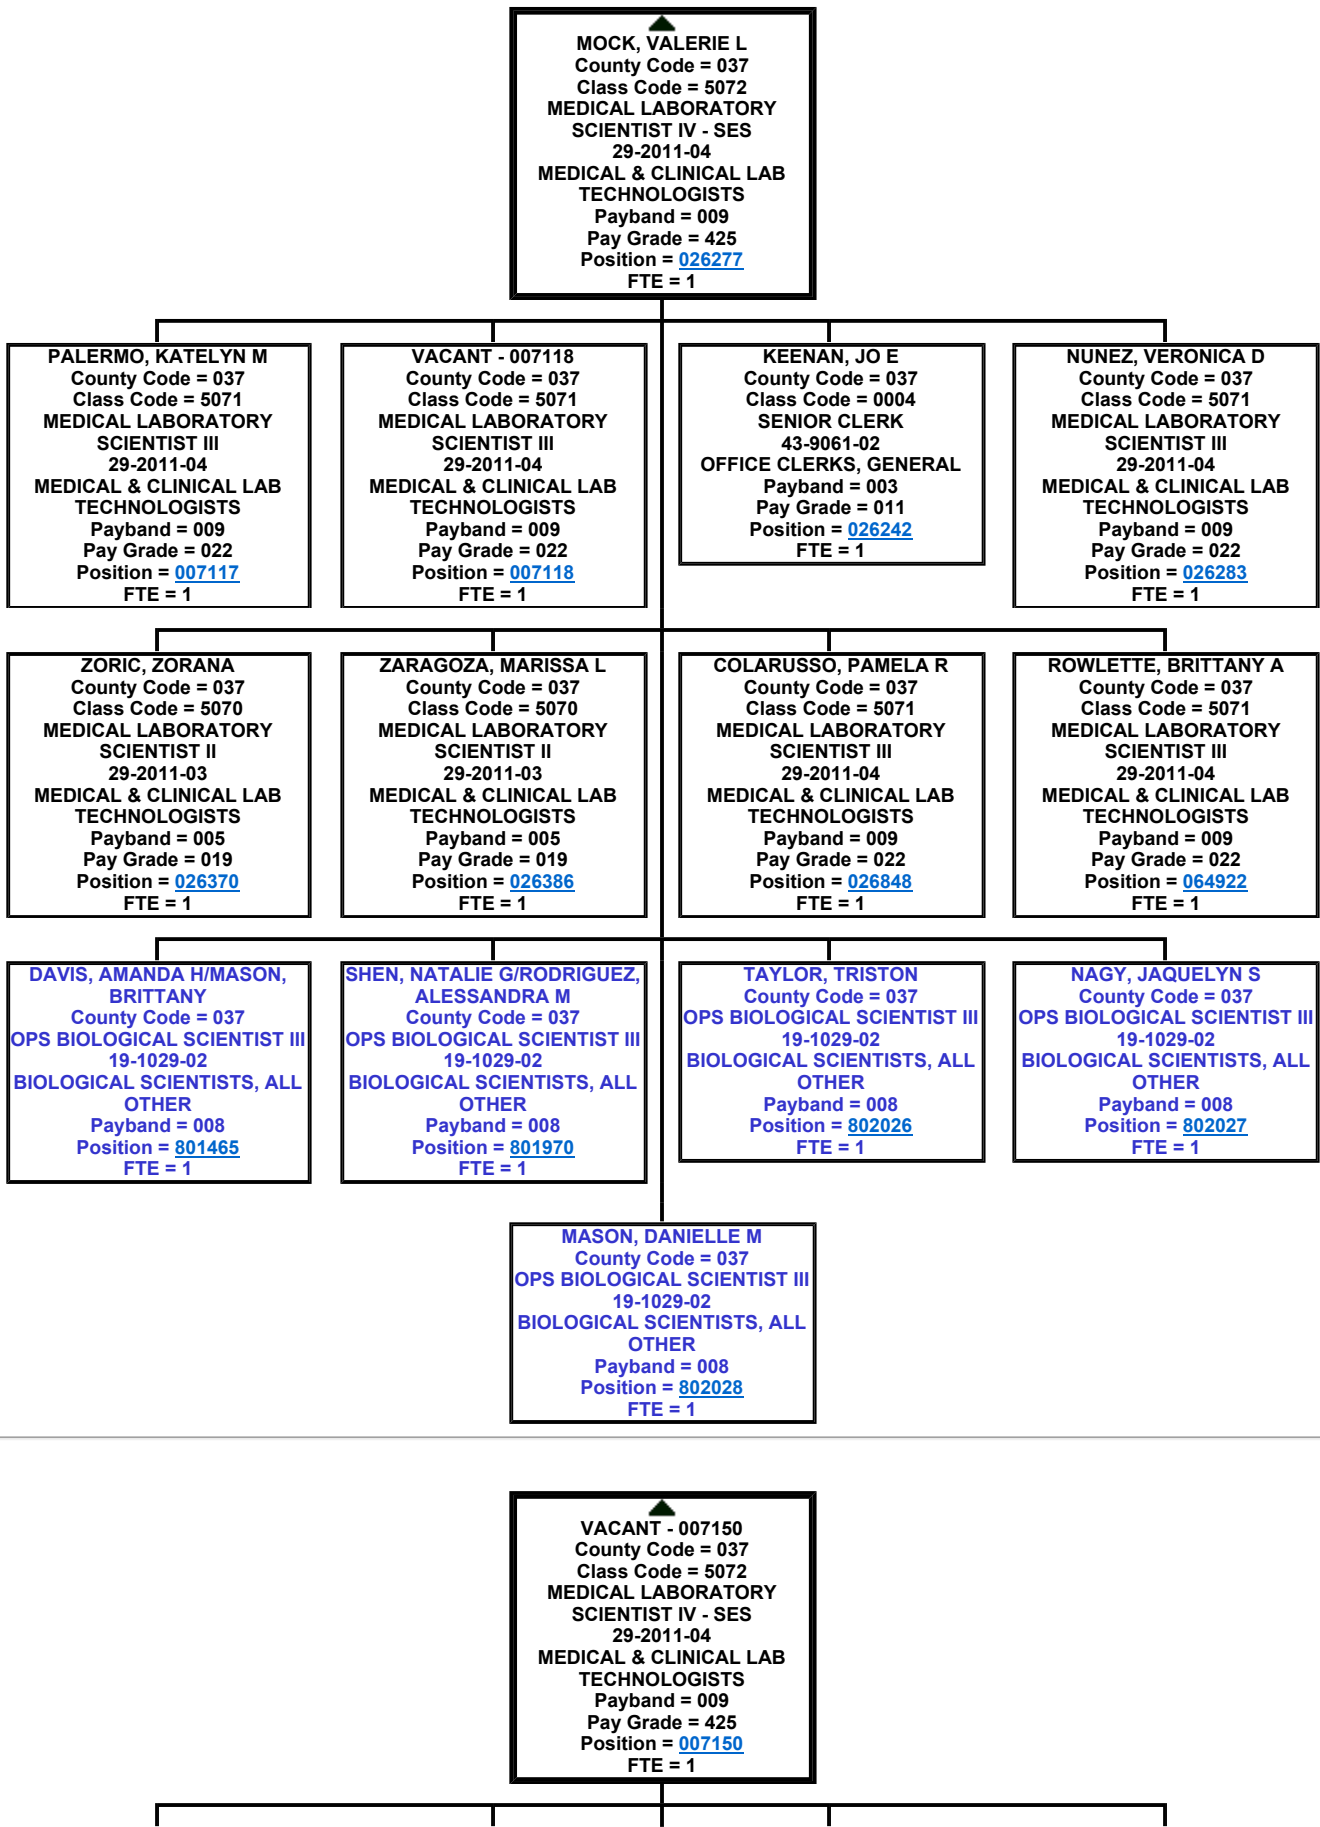 MOCK, VALERIE L
County Code = 037
Class Code = 5072
MEDICAL LABORATORY
SCIENTIST IV - SES
29-2011-04
MEDICAL & CLINICAL LAB
TECHNOLOGISTS
Payband = 009
Pay Grade = 425
Position = 026277
FTE = 1
PALERMO, KATELYN M
County Code = 037
Class Code = 5071
MEDICAL LABORATORY
SCIENTIST III
29-2011-04
MEDICAL & CLINICAL LAB
TECHNOLOGISTS
Payband = 009
Pay Grade = 022
Position = 007117
FTE = 1
VACANT - 007118
County Code = 037
Class Code = 5071
MEDICAL LABORATORY
SCIENTIST III
29-2011-04
MEDICAL & CLINICAL LAB
TECHNOLOGISTS
Payband = 009
Pay Grade = 022
Position = 007118
FTE = 1
KEENAN, JO E
County Code = 037
Class Code = 0004
SENIOR CLERK
43-9061-02
OFFICE CLERKS, GENERAL
Payband = 003
Pay Grade = 011
Position = 026242
FTE = 1
NUNEZ, VERONICA D
County Code = 037
Class Code = 5071
MEDICAL LABORATORY
SCIENTIST III
29-2011-04
MEDICAL & CLINICAL LAB
TECHNOLOGISTS
Payband = 009
Pay Grade = 022
Position = 026283
FTE = 1
ZORIC, ZORANA
County Code = 037
Class Code = 5070
MEDICAL LABORATORY
SCIENTIST II
29-2011-03
MEDICAL & CLINICAL LAB
TECHNOLOGISTS
Payband = 005
Pay Grade = 019
Position = 026370
FTE = 1
ZARAGOZA, MARISSA L
County Code = 037
Class Code = 5070
MEDICAL LABORATORY
SCIENTIST II
29-2011-03
MEDICAL & CLINICAL LAB
TECHNOLOGISTS
Payband = 005
Pay Grade = 019
Position = 026386
FTE = 1
COLARUSSO, PAMELA R
County Code = 037
Class Code = 5071
MEDICAL LABORATORY
SCIENTIST III
29-2011-04
MEDICAL & CLINICAL LAB
TECHNOLOGISTS
Payband = 009
Pay Grade = 022
Position = 026848
FTE = 1
ROWLETTE, BRITTANY A
County Code = 037
Class Code = 5071
MEDICAL LABORATORY
SCIENTIST III
29-2011-04
MEDICAL & CLINICAL LAB
TECHNOLOGISTS
Payband = 009
Pay Grade = 022
Position = 064922
FTE = 1
DAVIS, AMANDA H/MASON,
BRITTANY
County Code = 037
OPS BIOLOGICAL SCIENTIST III
19-1029-02
BIOLOGICAL SCIENTISTS, ALL
OTHER
Payband = 008
Position = 801465
FTE = 1
SHEN, NATALIE G/RODRIGUEZ,
ALESSANDRA M
County Code = 037
OPS BIOLOGICAL SCIENTIST III
19-1029-02
BIOLOGICAL SCIENTISTS, ALL
OTHER
Payband = 008
Position = 801970
FTE = 1
TAYLOR, TRISTON
County Code = 037
OPS BIOLOGICAL SCIENTIST III
19-1029-02
BIOLOGICAL SCIENTISTS, ALL
OTHER
Payband = 008
Position = 802026
FTE = 1
NAGY, JAQUELYN S
County Code = 037
OPS BIOLOGICAL SCIENTIST III
19-1029-02
BIOLOGICAL SCIENTISTS, ALL
OTHER
Payband = 008
Position = 802027
FTE = 1
MASON, DANIELLE M
County Code = 037
OPS BIOLOGICAL SCIENTIST III
19-1029-02
BIOLOGICAL SCIENTISTS, ALL
OTHER
Payband = 008
Position = 802028
FTE = 1
VACANT - 007150
County Code = 037
Class Code = 5072
MEDICAL LABORATORY
SCIENTIST IV - SES
29-2011-04
MEDICAL & CLINICAL LAB
TECHNOLOGISTS
Payband = 009
Pay Grade = 425
Position = 007150
FTE = 1